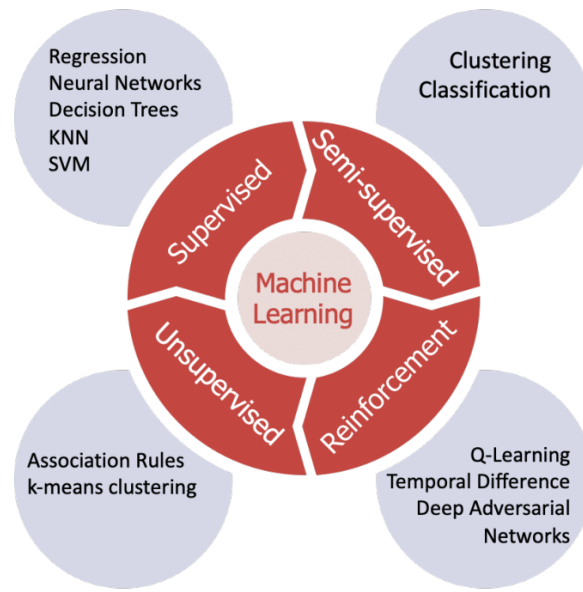 Regression
Neural Networks
Decision Trees
KNN
SVM
Clustering
Classification
Supervised
Semi-supervised
Machine
Learning
Unsupervised
Reinforcement
Association Rules
k-means clustering
Q-Learning
Temporal Difference
Deep Adversarial
Networks